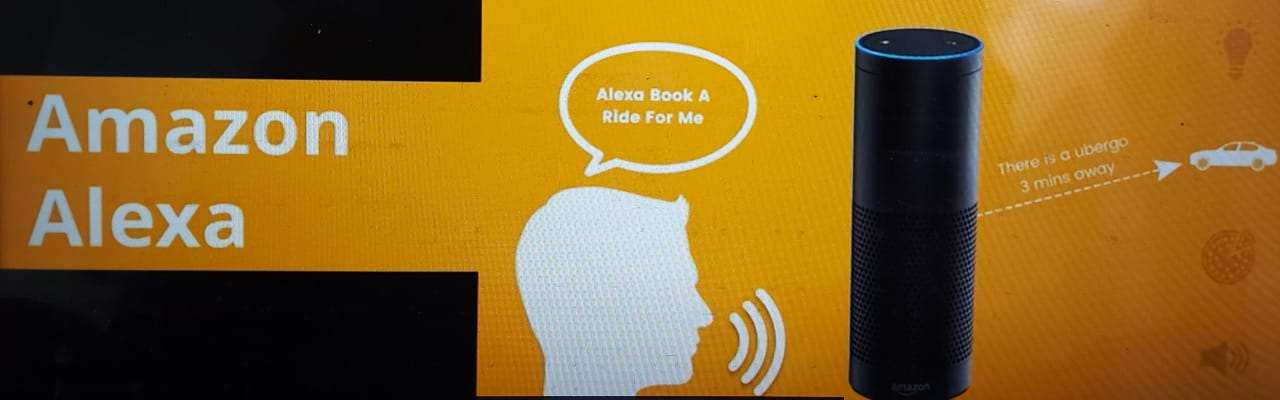 Amazon
Alexa
Alexa Book A
Ride For Me
There is a ubergo
3 mins away
amazon